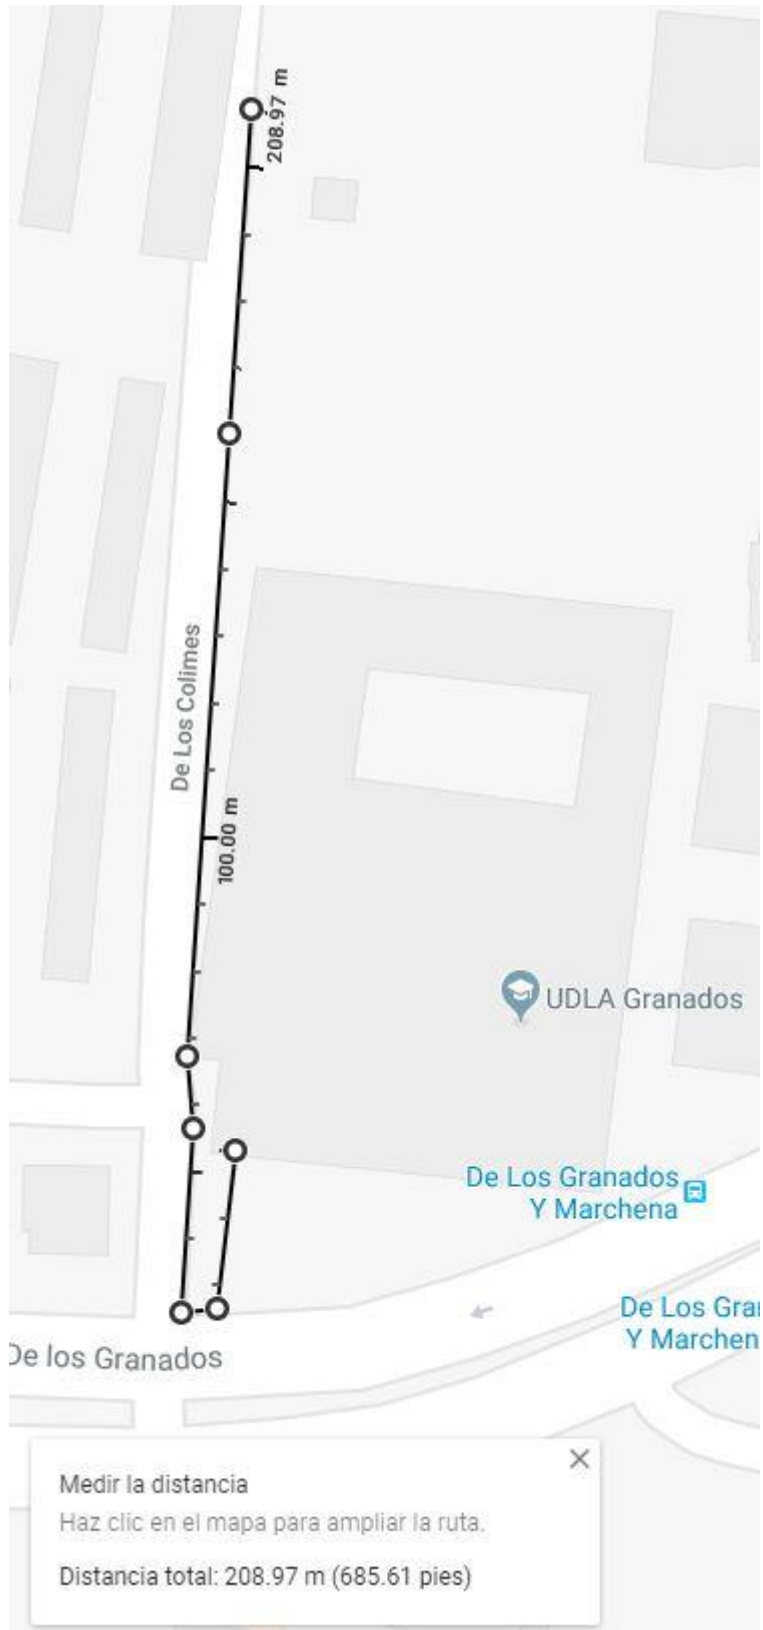 208.97 m
De Los Colimes
100.00 m
UDLA Granados
De Los Granados
Y Marchena
De Los Gra
Y Marchen
De los Granados
Medir la distancia
Haz clic en el mapa para ampliar la ruta.
Distancia total: 208.97 m (685.61 pies)